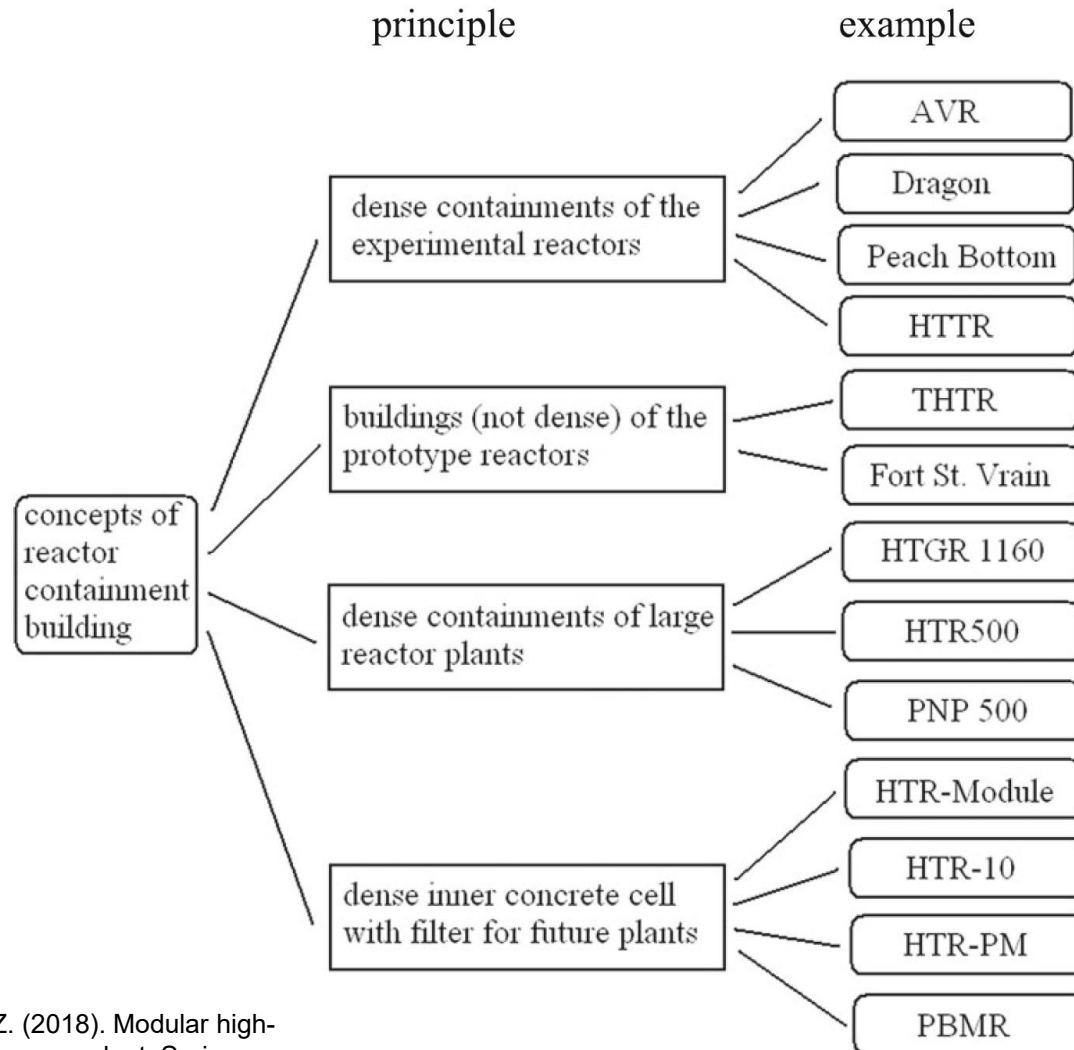 principle
example
concepts of
reactor
containment
building
dense containments of the
experimental reactors
AVR
Dragon
Peach Bottom
HTTR
buildings (not dense) of the
prototype reactors
THTR
Fort St. Vrain
dense containments of large
reactor plants
HTGR 1160
HTR500
PNP 500
dense inner concrete cell
with filter for future plants
HTR-Module
HTR-10
HTR-PM
PBMR
Z. (2018). Modular high-